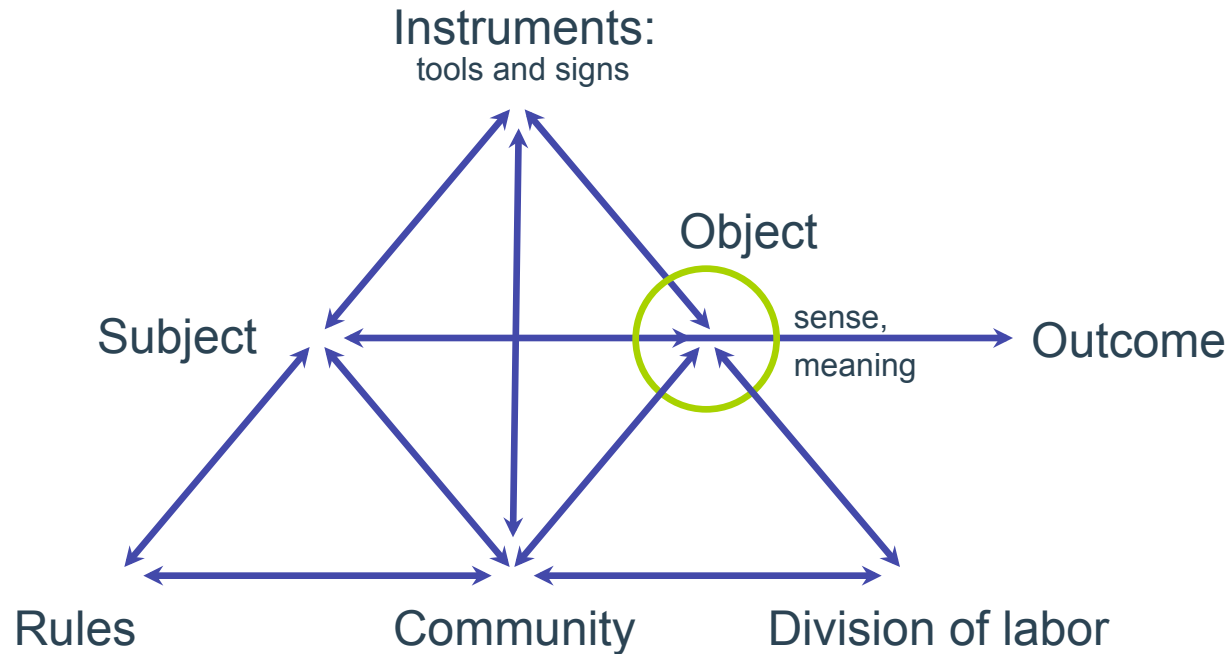 Instruments:
tools and signs
Object
Subject
sense,
meaning
Outcome
Rules
Community
Division of labor